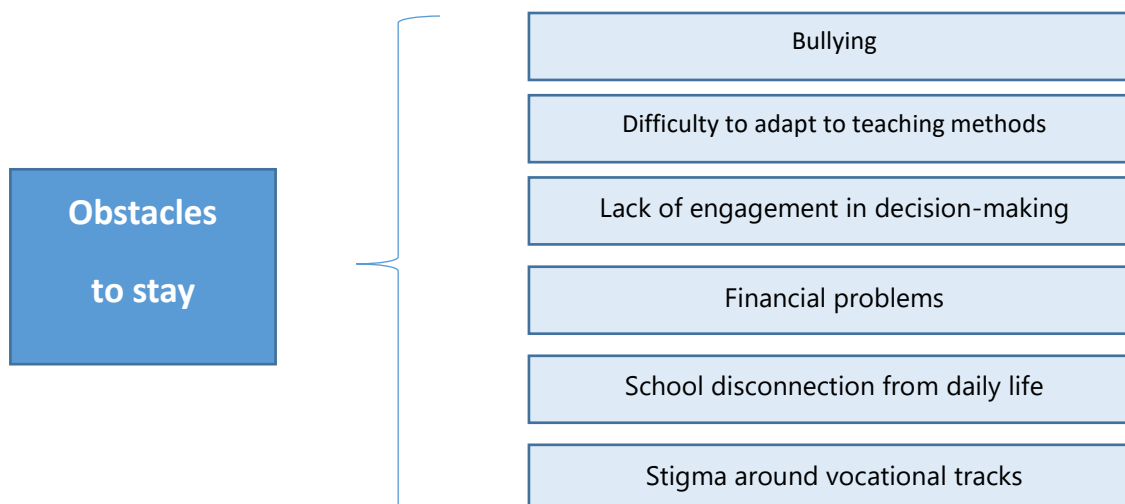 Obstacles
to stay
Bullying
Difficulty to adapt to teaching methods
Lack of engagement in decision-making
Financial problems
School disconnection from daily life
Stigma around vocational tracks